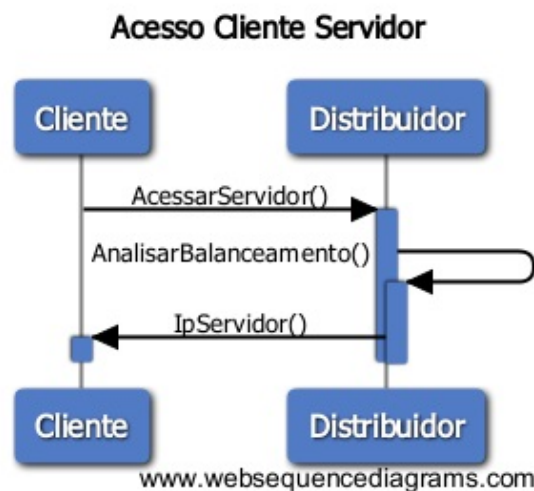 Acesso Cliente Servidor
Cliente
Distribuidor
AcessarServidor()
AnalisarBalanceamento()
IpServidor()
Cliente
Distribuidor
www.websequencediagrams.com